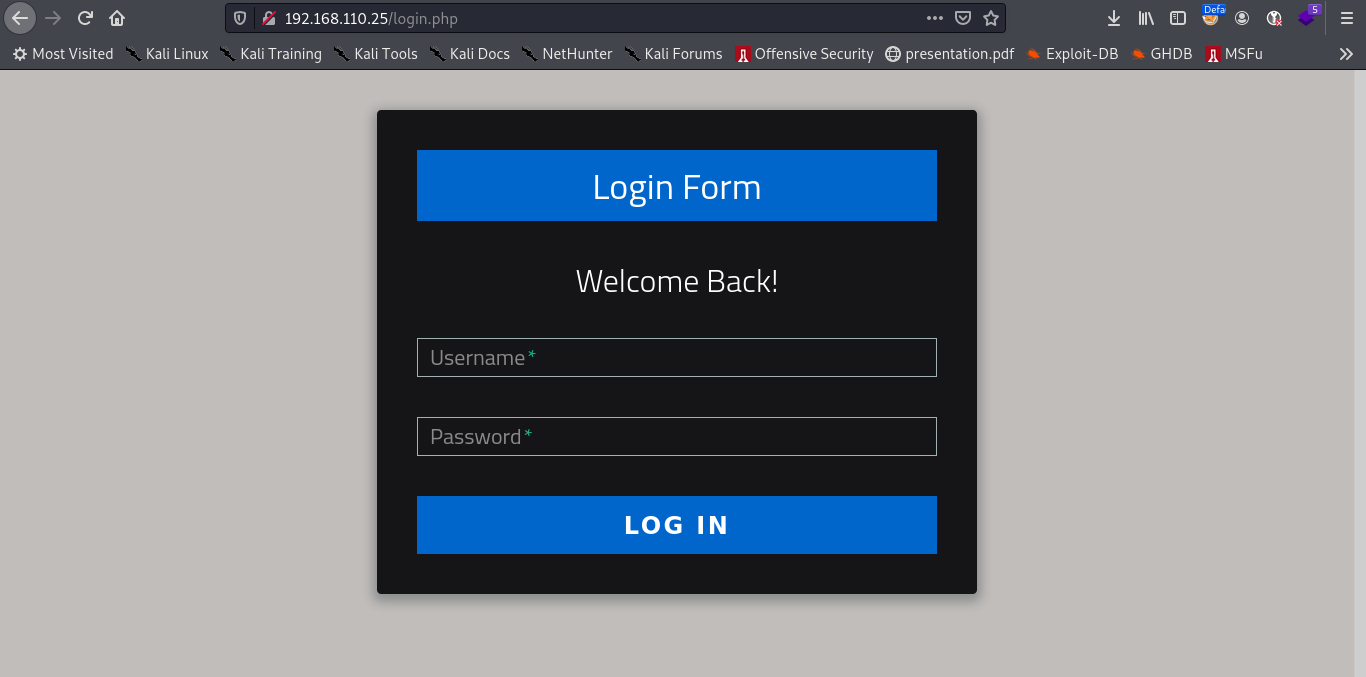 192.168.110.25/login.php
Defa
5
Most Visited Kali Linux Kali Training Kali Tools Kali Docs NetHunter Kali Forums Offensive Security presentation.pdf Exploit-DB GHDB MSFu
Login Form
Welcome Back!
Username*
Password*
LOG IN